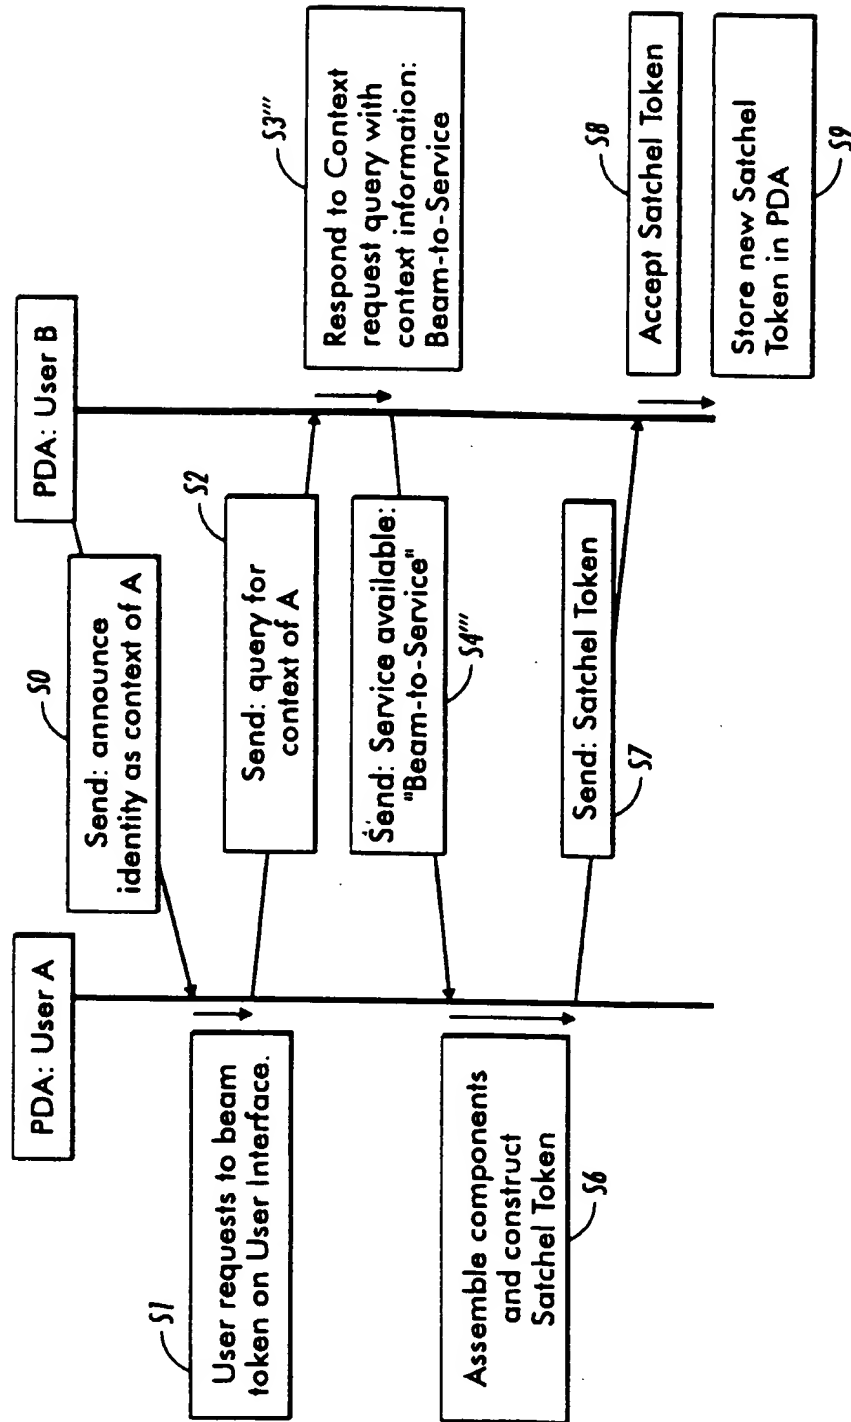 PDA: User A
PDA: User B
S0
Send: announce
identity as context of A
S1
User requests to beam
token on User Interface.
S2
Send: query for
context of A
S3'''
Respond to Context
request query with
context information:
Beam-to-Service
Send: Service available:
"Beam-to-Service"
S4'''
Assemble components
and construct
Satchel Token
S6
Send: Satchel Token
S7
S8
Accept Satchel Token
Store new Satchel
Token in PDA
S9